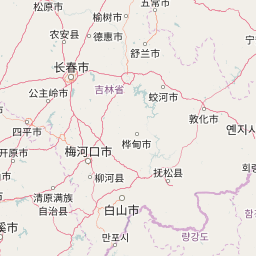 松原市
榆树市
五常市
农安县
德惠市
舒兰市
长春市
吉林省
公主岭市
蛟河市
敦化市
四平市
옌지시
桦甸市
开原市
梅河口市
柳河县
抚松县
清原满族
自治县
白山市
량강도
만포시